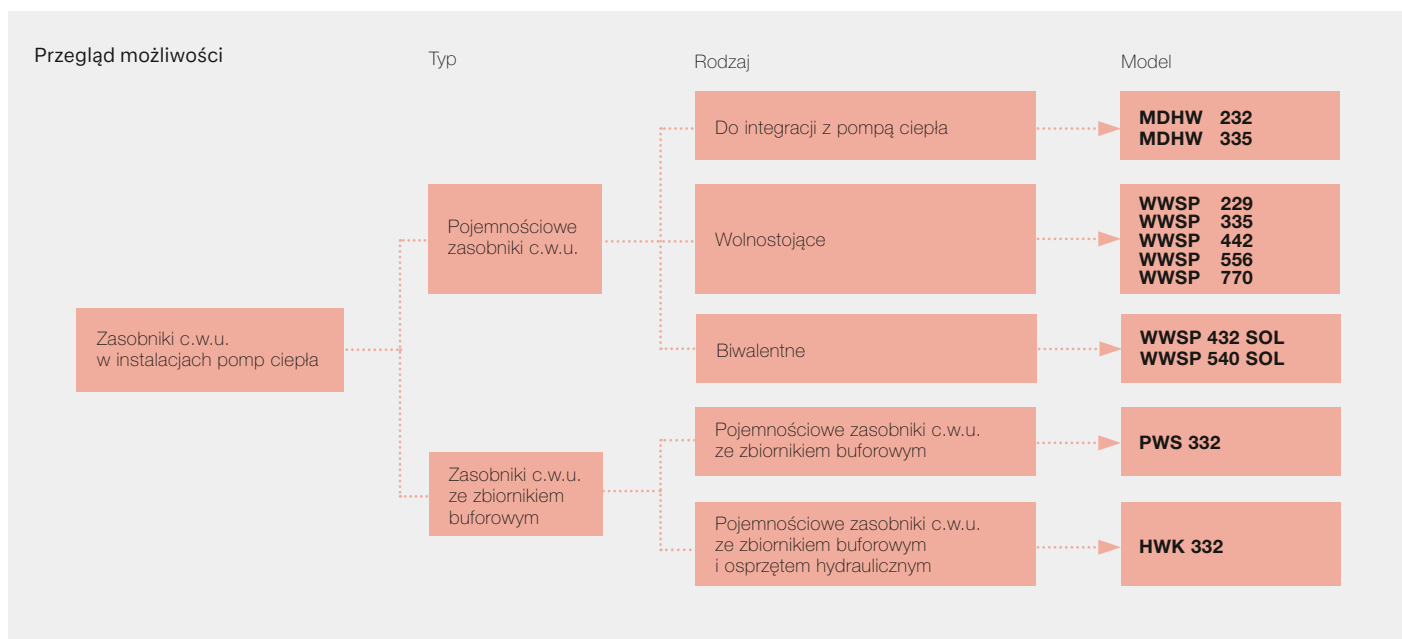 Przegląd możliwości
Typ
Rodzaj
Model
Zasobniki c.w.u.
w instalacjach pomp ciepła
Pojemnościowe
zasobniki c.w.u.
Do integracji z pompą ciepła
MDHW 232
MDHW 335
Wolnostojące
WWSP 229
WWSP 335
WWSP 442
WWSP 556
WWSP 770
Biwalentne
WWSP 432 SOL
WWSP 540 SOL
Zasobniki c.w.u.
ze zbiornikiem
buforowym
Pojemnościowe zasobniki c.w.u.
ze zbiornikiem buforowym
PWS 332
Pojemnościowe zasobniki c.w.u.
ze zbiornikiem buforowym
i osprzętem hydraulicznym
HWK 332